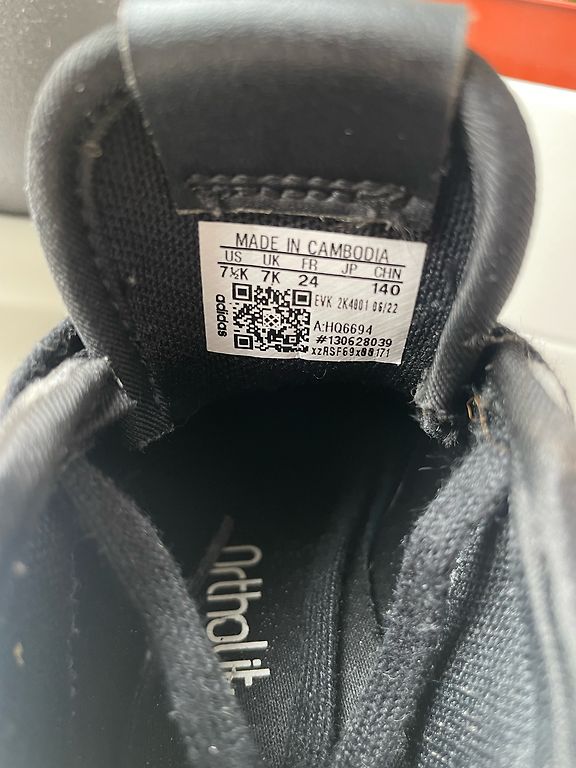 MADE IN CAMBODIA
US UK FR JP CHN
7½K 7K 24 140
EVK 2K4001 06/22
adidas
A:HQ6694
#130628039
xzRSF69x00171
OrthoLite